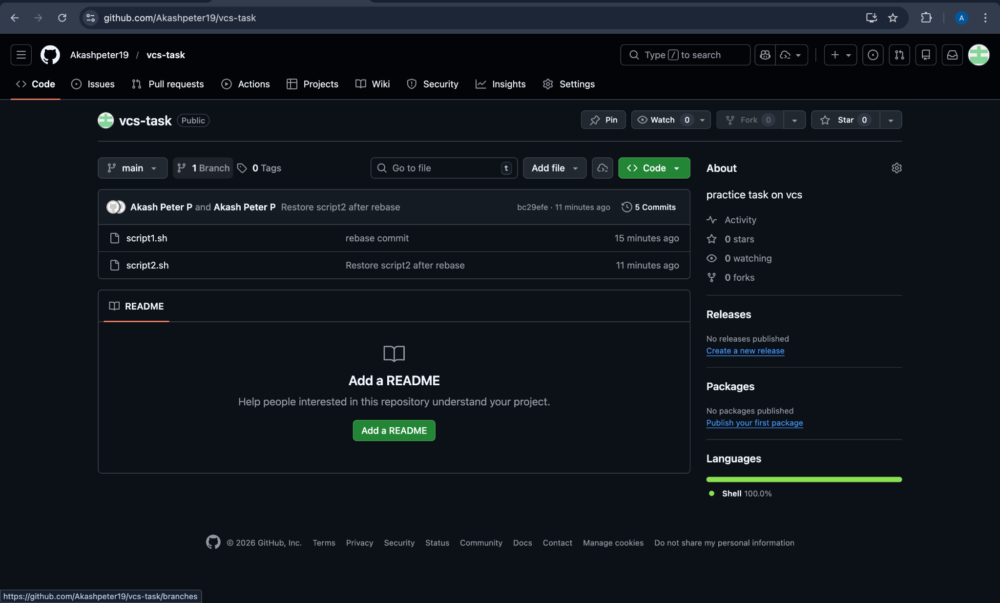 github.com/Akashpeter19/vcs-task
A
Akashpeter19 / vcs-task
Type / to search
Code Issues Pull requests Actions Projects Wiki Security Insights Settings
vcs-task Public
Pin Watch 0 Fork 0 Star 0
main 1 Branch 0 Tags Go to file t Add file Code
Akash Peter P and Akash Peter P Restore script2 after rebase bc29efe · 11 minutes ago 5 Commits
script1.sh rebase commit 15 minutes ago
script2.sh Restore script2 after rebase 11 minutes ago
README
Add a README
Help people interested in this repository understand your project.
Add a README
About
practice task on vcs
Activity
0 stars
0 watching
0 forks
Releases
No releases published
Create a new release
Packages
No packages published
Publish your first package
Languages
Shell 100.0%
© 2026 GitHub, Inc. Terms Privacy Security Status Community Docs Contact Manage cookies Do not share my personal information
https://github.com/Akashpeter19/vcs-task/branches